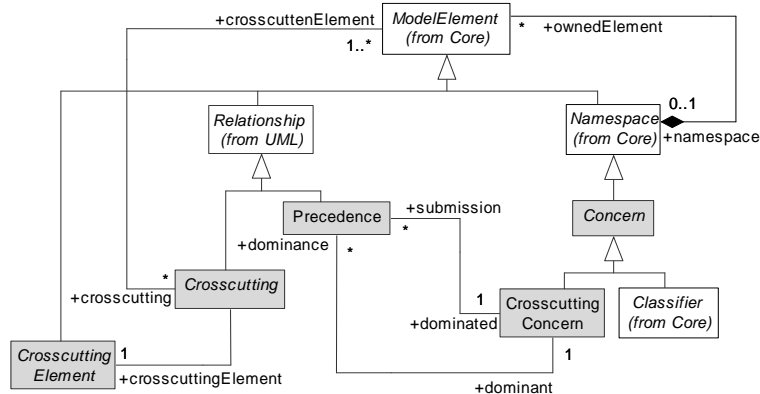 +crosscuttenElement
1..*
ModelElement
(from Core)
*
+ownedElement
Relationship
(from UML)
Namespace
(from Core)
0..1
+namespace
Precedence
+submission
*
Concern
+dominance
*
*
+crosscutting
Crosscutting
1
+dominated
Crosscutting
Concern
1
Classifier
(from Core)
Crosscutting
Element
1
+crosscuttingElement
+dominant